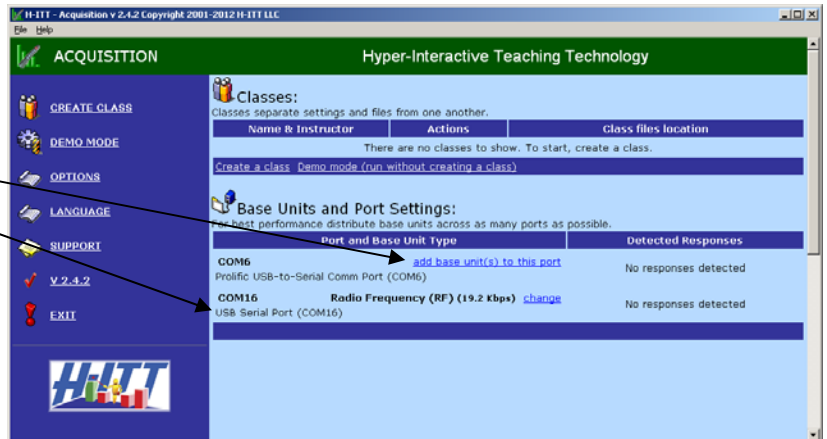 H-ITT - Acquisition v 2.4.2 Copyright 2001-2012 H-ITT LLC
File Help
ACQUISITION
Hyper-Interactive Teaching Technology
CREATE CLASS
DEMO MODE
OPTIONS
LANGUAGE
SUPPORT
V 2.4.2
EXIT
H-ITT
Classes:
Classes separate settings and files from one another.
Name & Instructor Actions Class files location
There are no classes to show. To start, create a class.
Create a class Demo mode (run without creating a class)
Base Units and Port Settings:
For best performance distribute base units across as many ports as possible.
Port and Base Unit Type Detected Responses
COM6 add base unit(s) to this port
Prolific USB-to-Serial Comm Port (COM6)
No responses detected
COM16 Radio Frequency (RF) (19.2 Kbps) change
USB Serial Port (COM16)
No responses detected